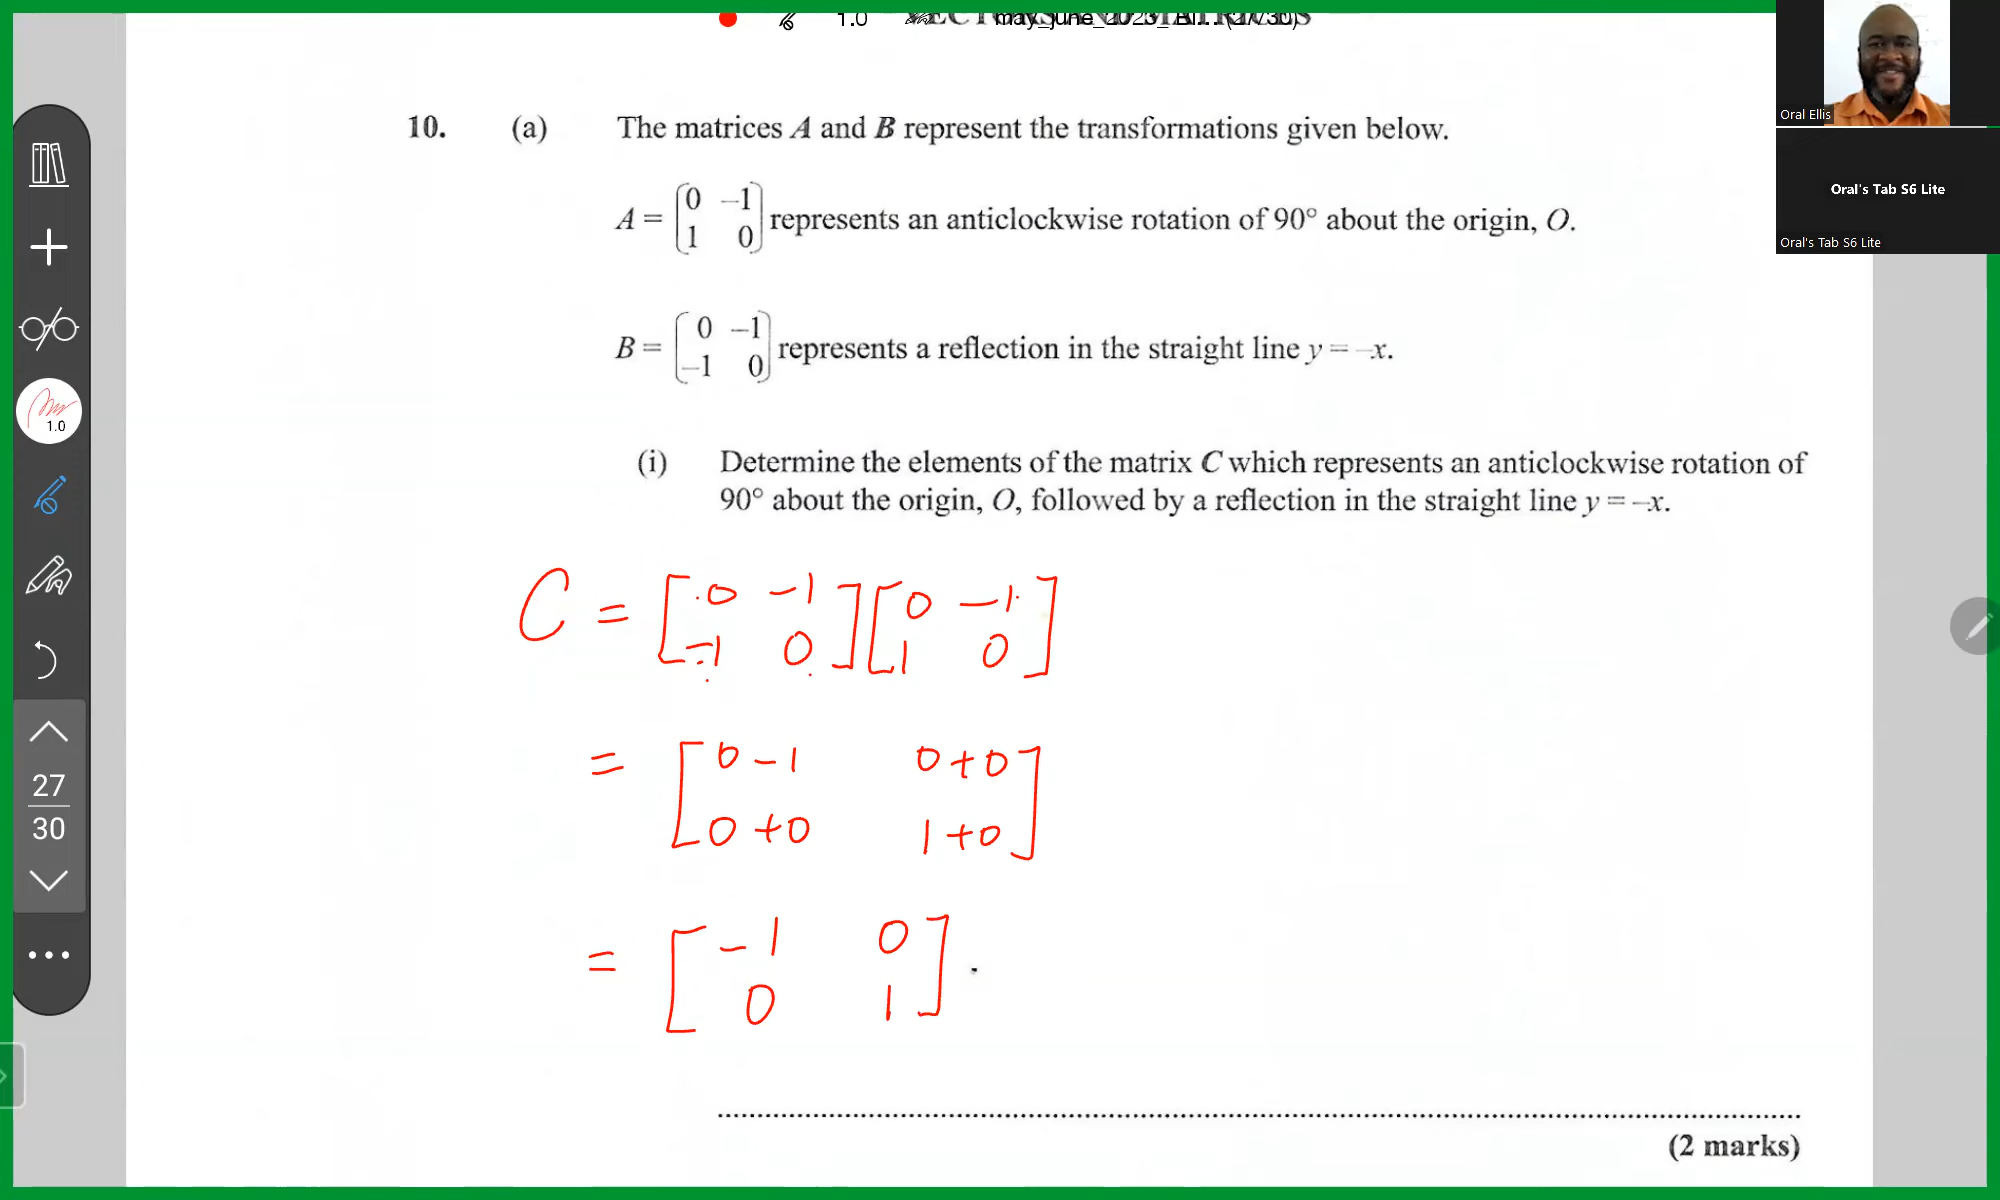 1.0
10. (a) The matrices A and B represent the transformations given below.
A = [0 −1; 1 0] represents an anticlockwise rotation of 90° about the origin, O.
B = [0 −1; −1 0] represents a reflection in the straight line y = −x.
(i) Determine the elements of the matrix C which represents an anticlockwise rotation of
90° about the origin, O, followed by a reflection in the straight line y = −x.
C = [0 −1; −1 0][0 −1; 1 0]
= [0−1 0+0; 0+0 1+0]
= [−1 0; 0 1]
(2 marks)
1.0
27
30
Oral Ellis
Oral's Tab S6 Lite
Oral's Tab S6 Lite